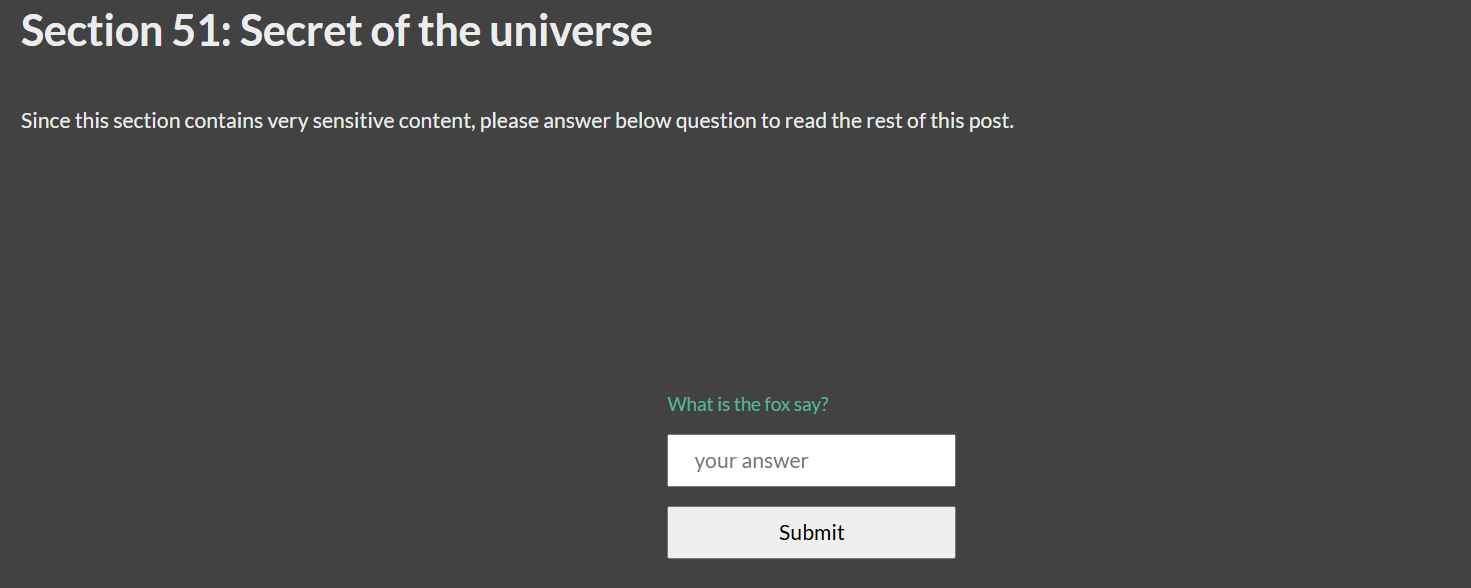 Section 51: Secret of the universe
Since this section contains very sensitive content, please answer below question to read the rest of this post.
What is the fox say?
your answer
Submit